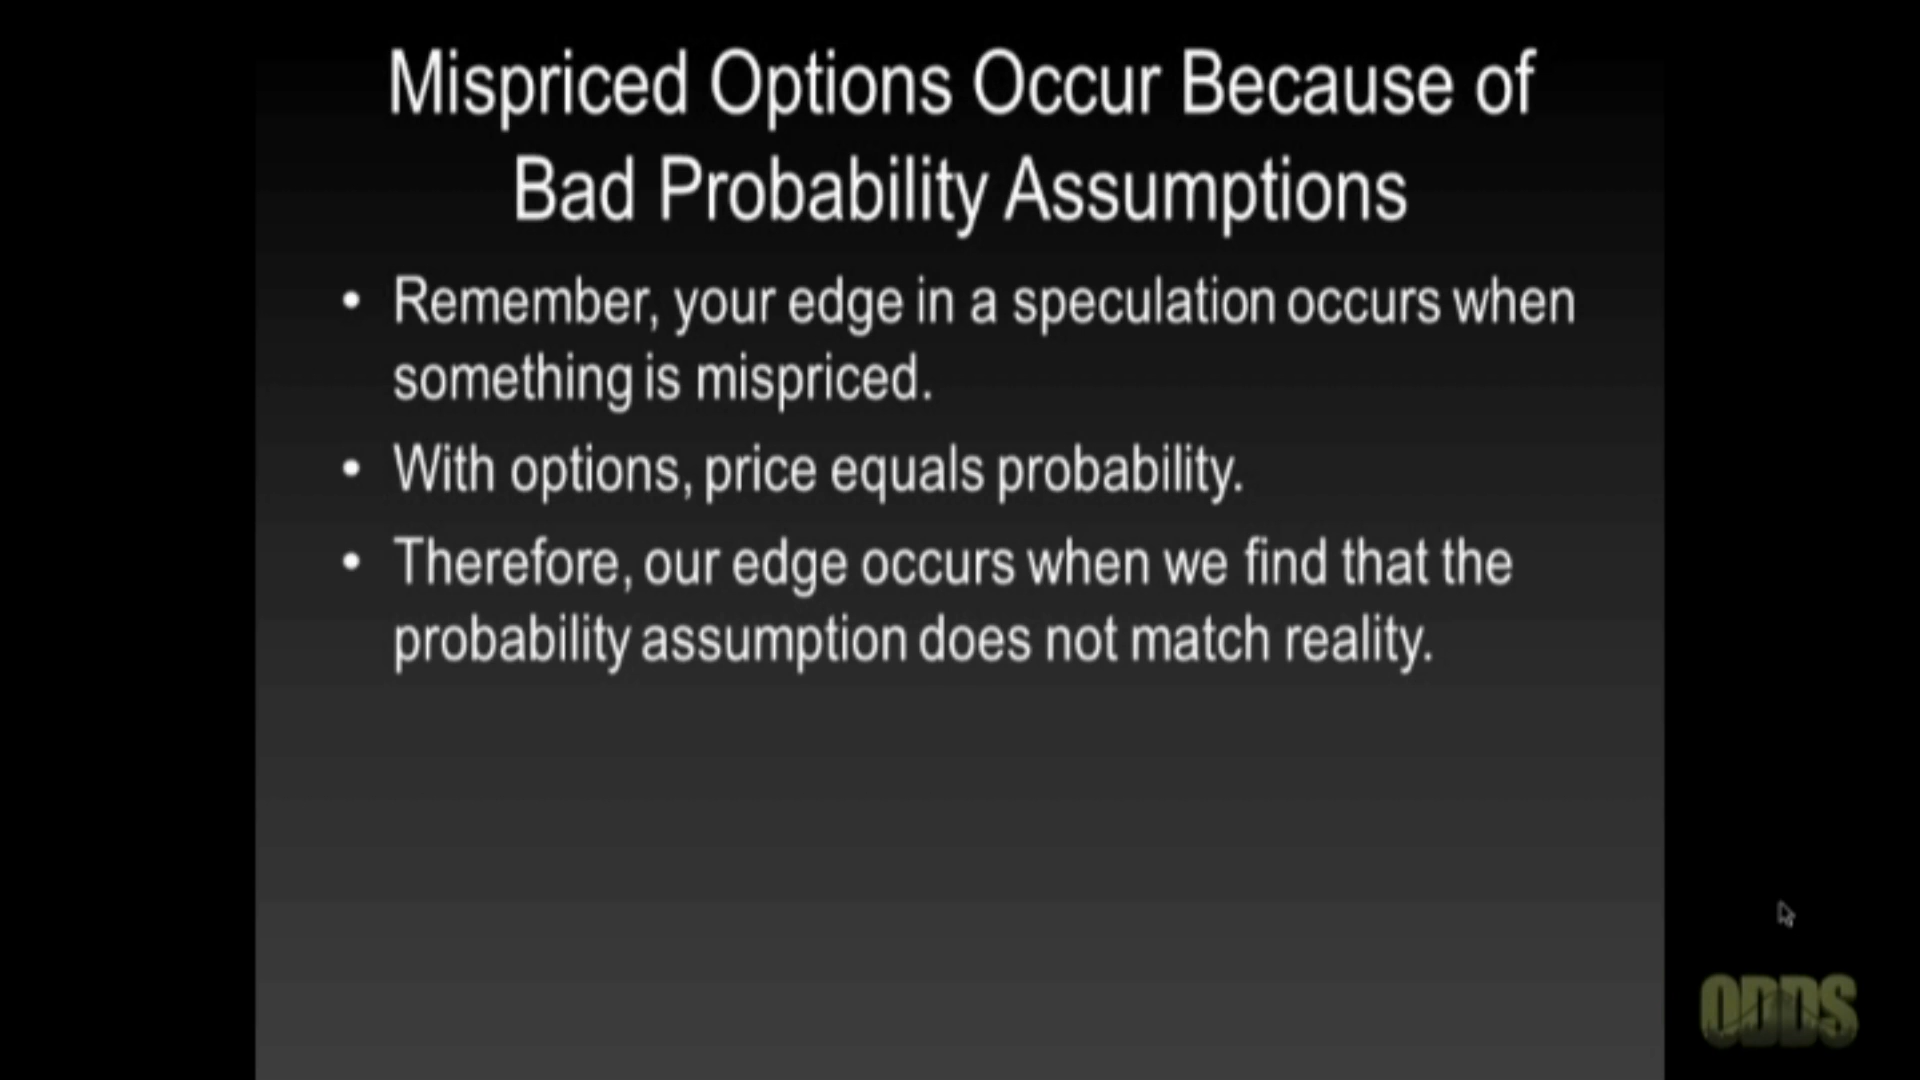 Mispriced Options Occur Because of
Bad Probability Assumptions
• Remember, your edge in a speculation occurs when
something is mispriced.
• With options, price equals probability.
• Therefore, our edge occurs when we find that the
probability assumption does not match reality.
ODDS